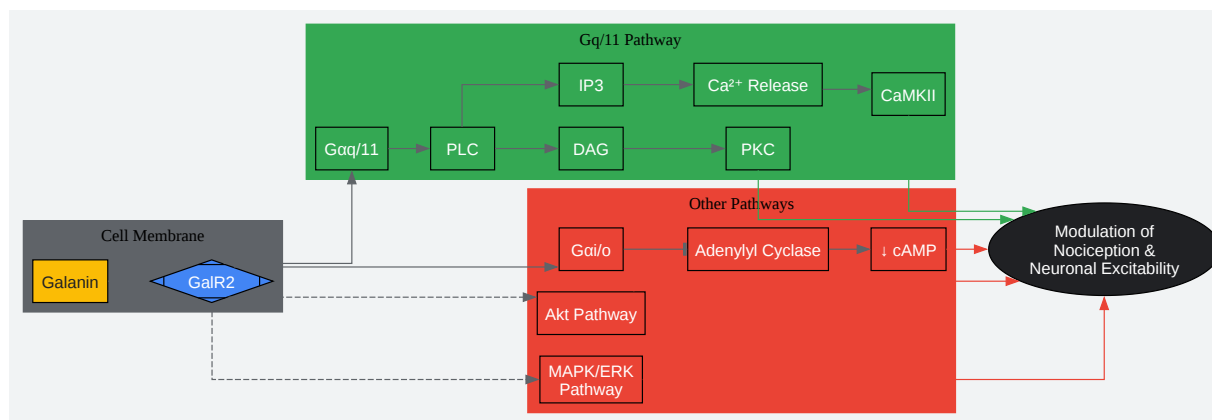 Gq/11 Pathway
IP3
Ca²⁺ Release
CaMKII
Gαq/11
PLC
DAG
PKC
Other Pathways
Cell Membrane
Galanin
GalR2
Gαi/o
Adenylyl Cyclase
↓ cAMP
Modulation of
Nociception &
Neuronal Excitability
Akt Pathway
MAPK/ERK
Pathway